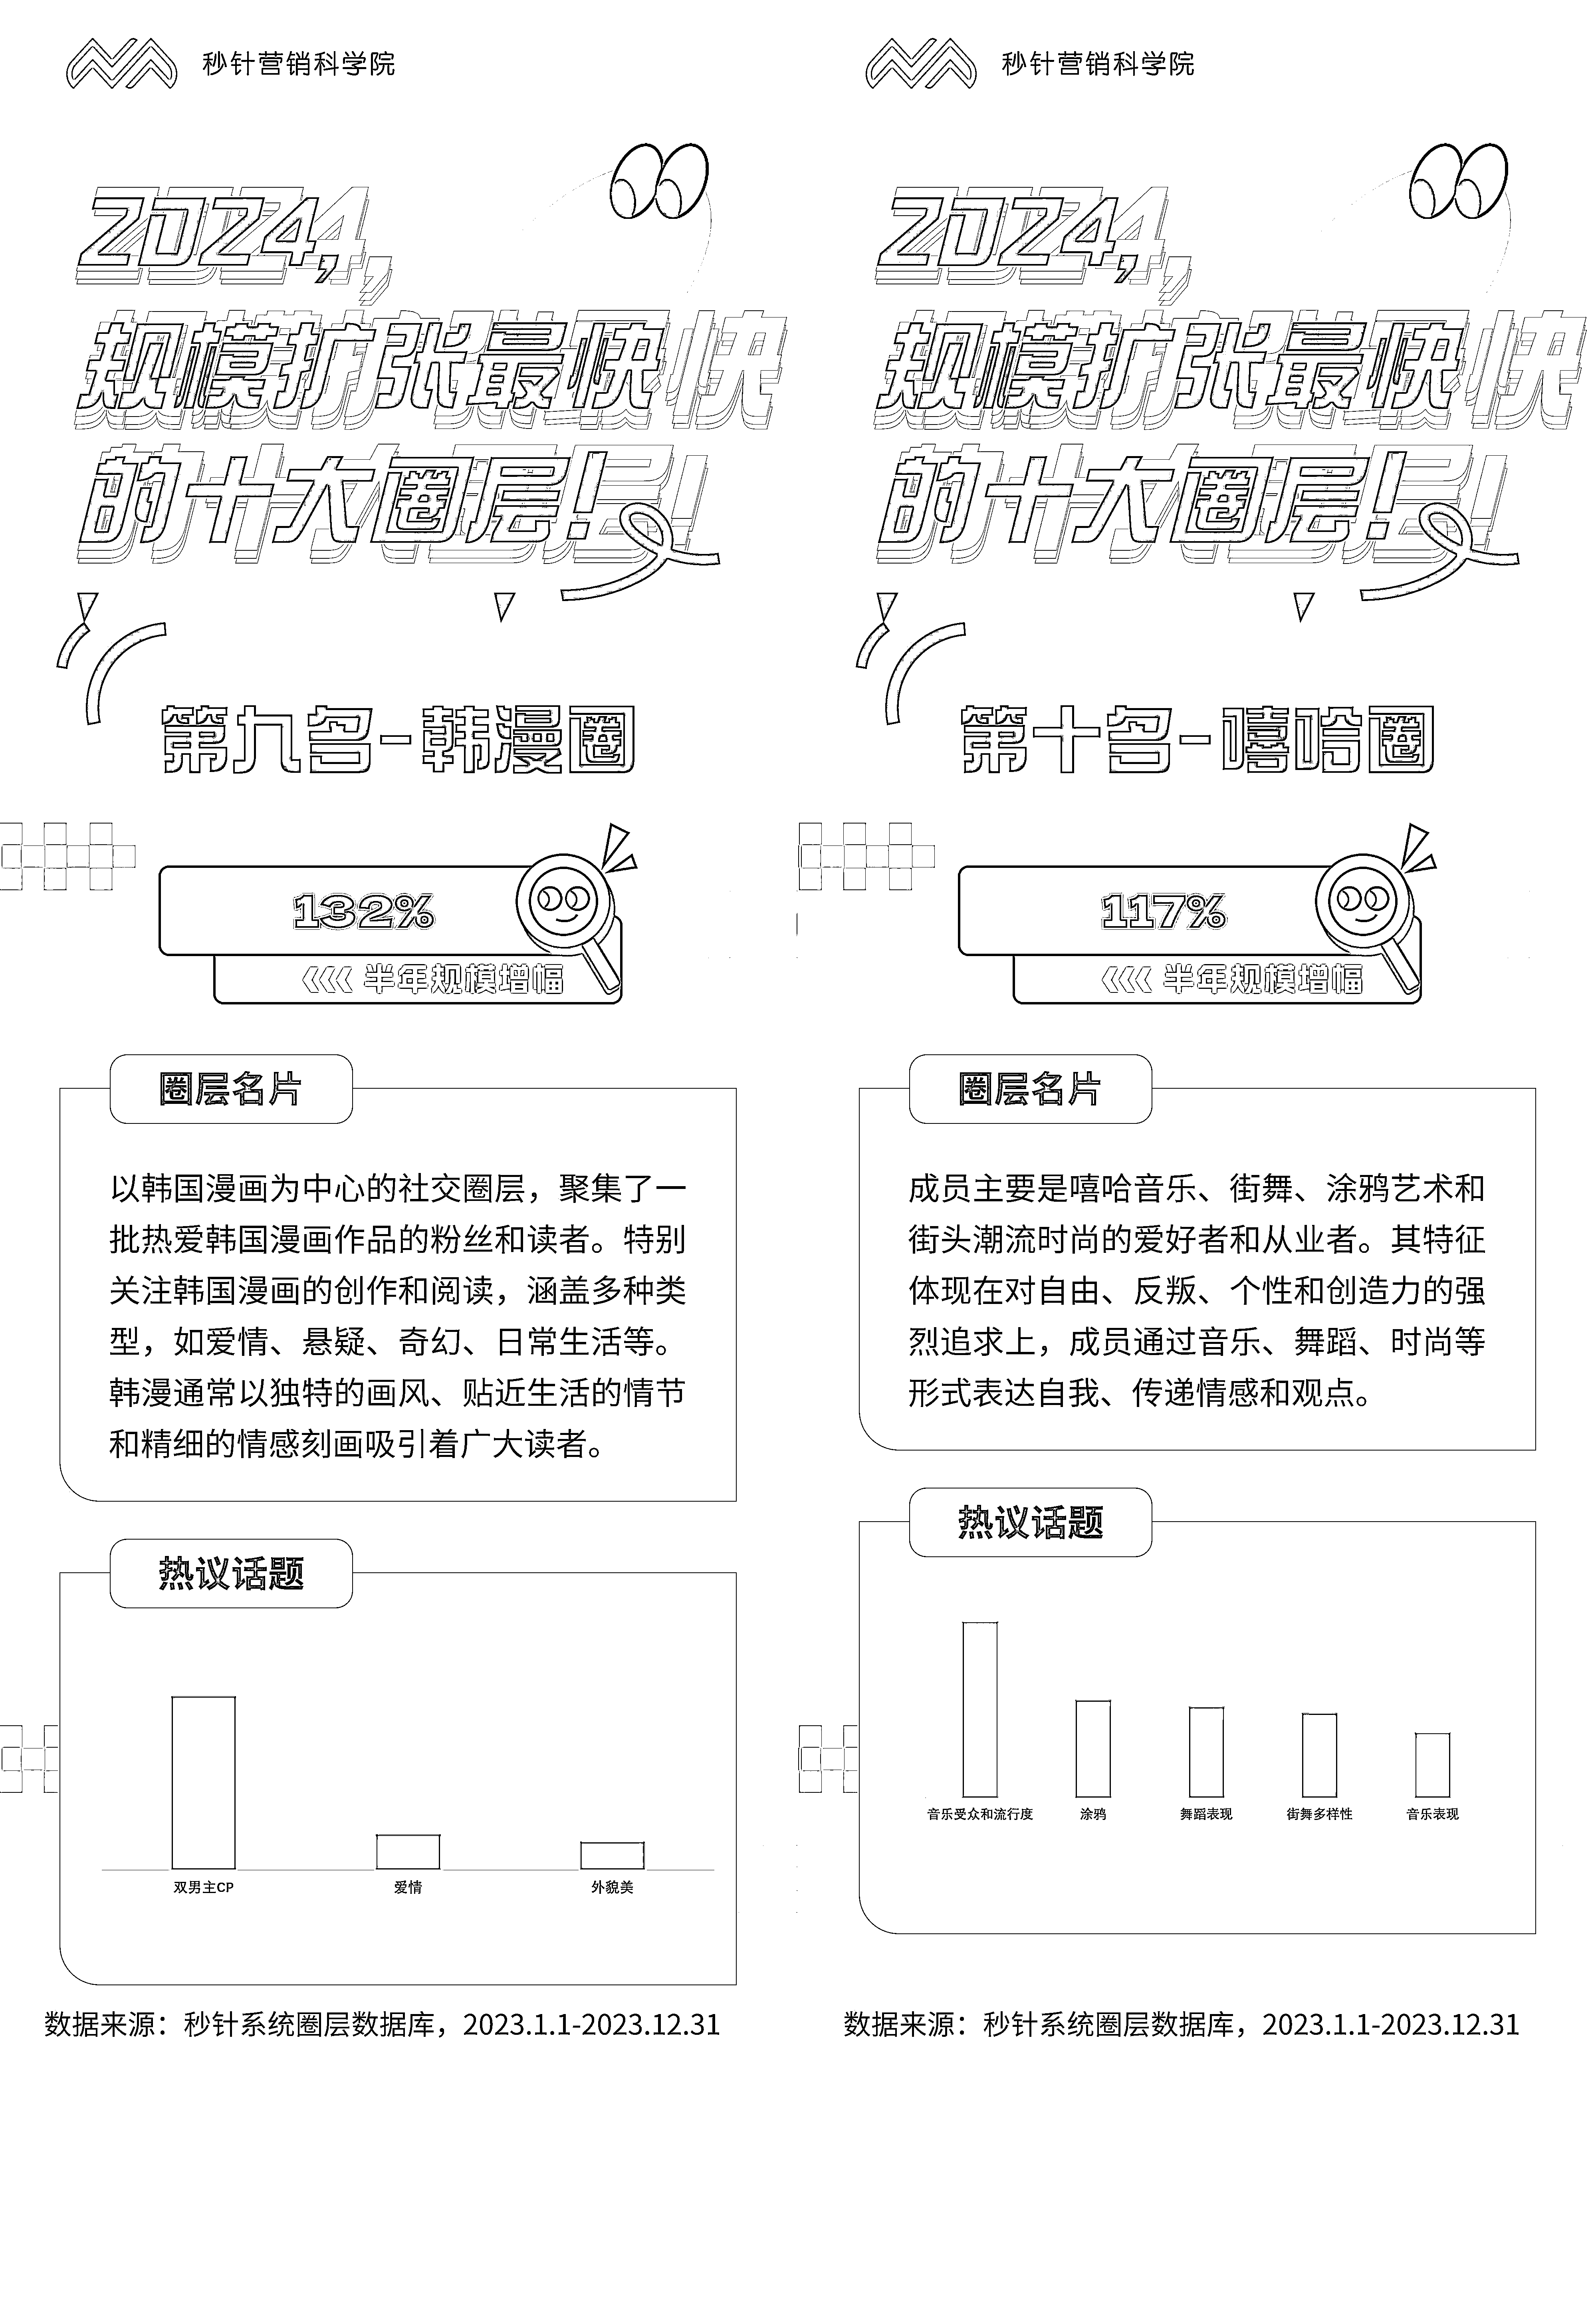 秒针营销科学院
2024,
规模扩张最快
的十大圈层!
第九名-韩漫圈
132%
半年规模增幅
圈层名片
以韩国漫画为中心的社交圈层，聚集了一
批热爱韩国漫画作品的粉丝和读者。特别
关注韩国漫画的创作和阅读，涵盖多种类
型，如爱情、悬疑、奇幻、日常生活等。
韩漫通常以独特的画风、贴近生活的情节
和精细的情感刻画吸引着广大读者。
热议话题
双男主CP
爱情
外貌美
数据来源：秒针系统圈层数据库，2023.1.1-2023.12.31
秒针营销科学院
2024,
规模扩张最快
的十大圈层!
第十名-嘻哈圈
117%
半年规模增幅
圈层名片
成员主要是嘻哈音乐、街舞、涂鸦艺术和
街头潮流时尚的爱好者和从业者。其特征
体现在对自由、反叛、个性和创造力的强
烈追求上，成员通过音乐、舞蹈、时尚等
形式表达自我、传递情感和观点。
热议话题
音乐受众和流行度
涂鸦
舞蹈表现
街舞多样性
音乐表现
数据来源：秒针系统圈层数据库，2023.1.1-2023.12.31